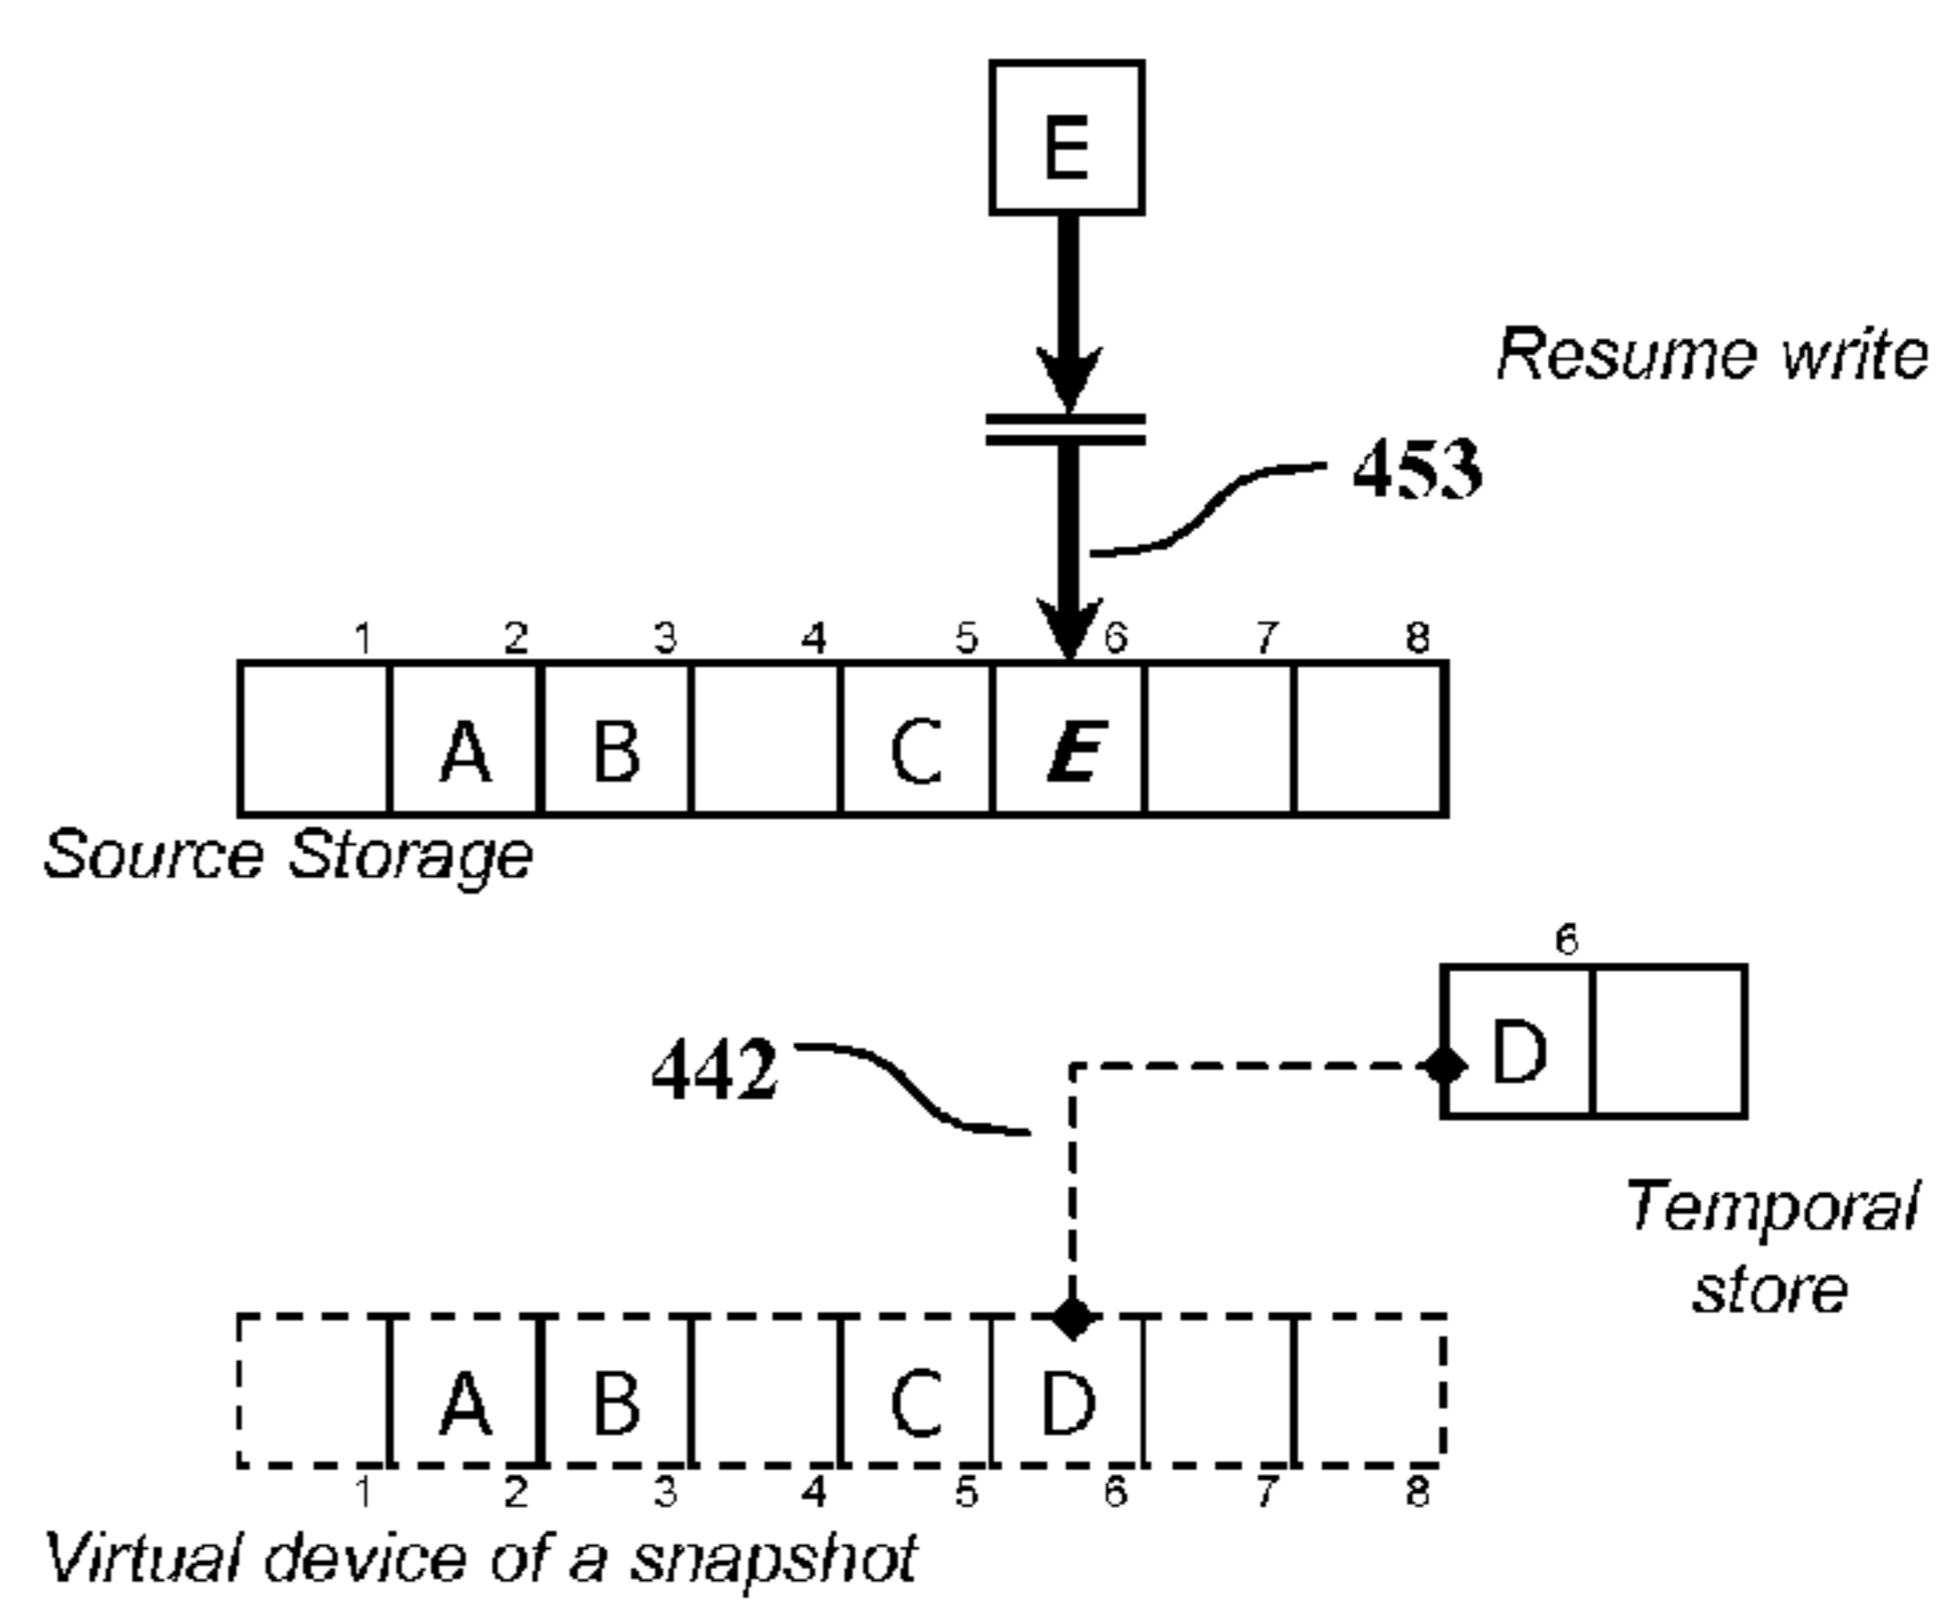 E
Resume write
453
1 2 3 4 5 6 7 8
A B C E
Source Storage
6
D
442
Temporal
store
A B C D
1 2 3 4 5 6 7 8
Virtual device of a snapshot